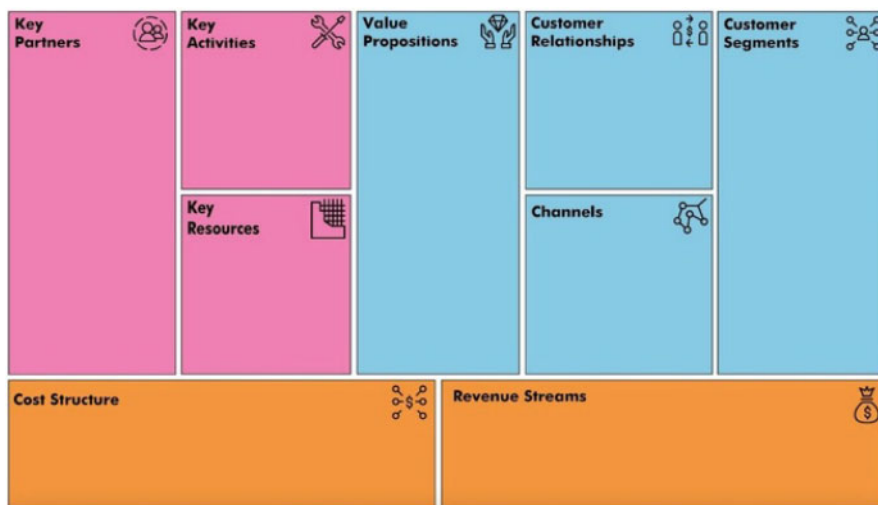 Key
Partners
Key
Activities
Value
Propositions
Customer
Relationships
Customer
Segments
Key
Resources
Channels
Cost Structure
Revenue Streams